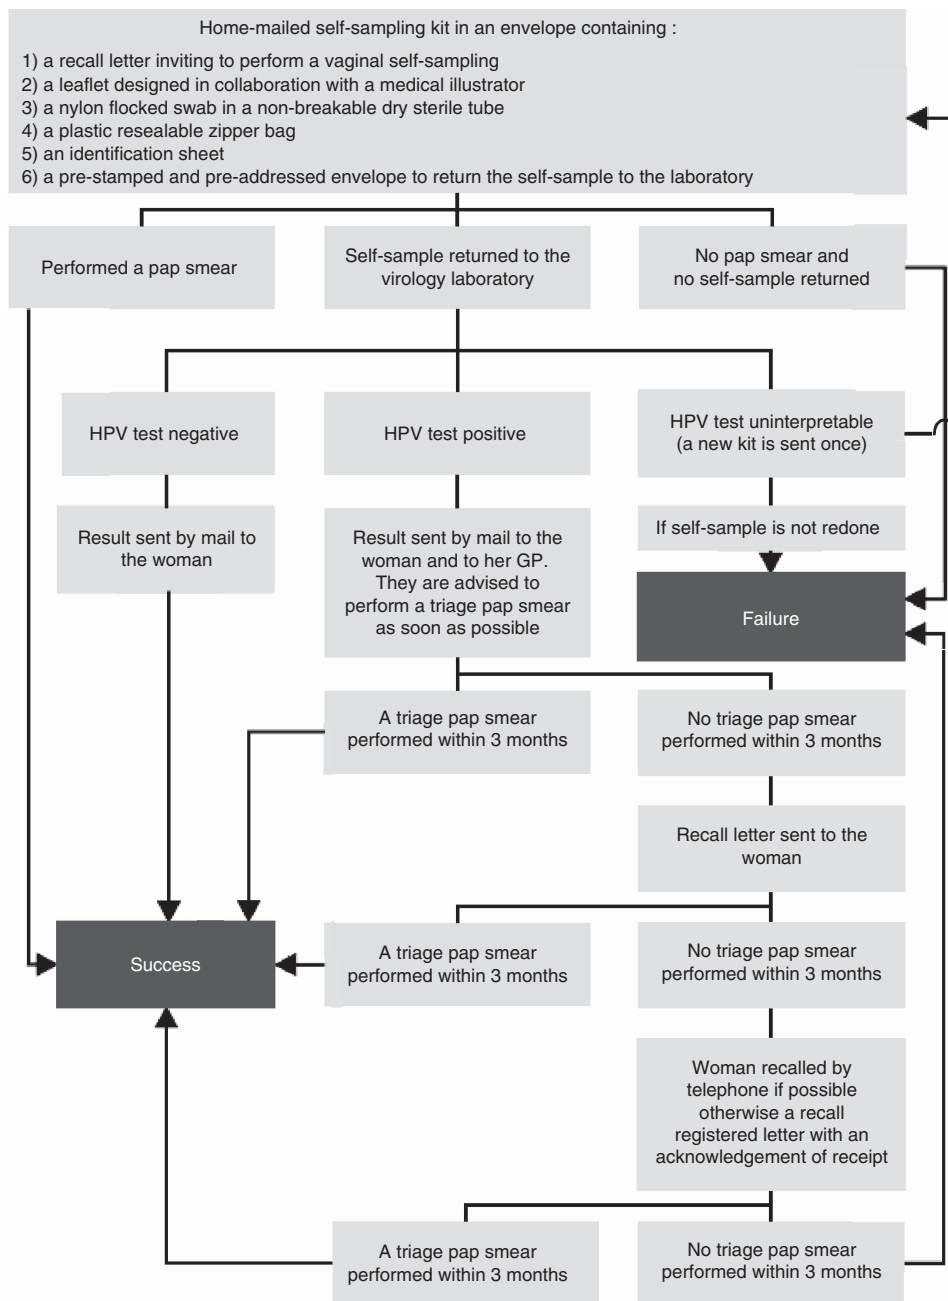 Home-mailed self-sampling kit in an envelope containing :
1) a recall letter inviting to perform a vaginal self-sampling
2) a leaflet designed in collaboration with a medical illustrator
3) a nylon flocked swab in a non-breakable dry sterile tube
4) a plastic resealable zipper bag
5) an identification sheet
6) a pre-stamped and pre-addressed envelope to return the self-sample to the laboratory
Performed a pap smear
Self-sample returned to the
virology laboratory
No pap smear and
no self-sample returned
HPV test negative
HPV test positive
HPV test uninterpretable
(a new kit is sent once)
Result sent by mail to
the woman
Result sent by mail to the
woman and to her GP.
They are advised to
perform a triage pap smear
as soon as possible
If self-sample is not redone
Failure
A triage pap smear
performed within 3 months
No triage pap smear
performed within 3 months
Recall letter sent to the
woman
Success
A triage pap smear
performed within 3 months
No triage pap smear
performed within 3 months
Woman recalled by
telephone if possible
otherwise a recall
registered letter with an
acknowledgement of receipt
A triage pap smear
performed within 3 months
No triage pap smear
performed within 3 months